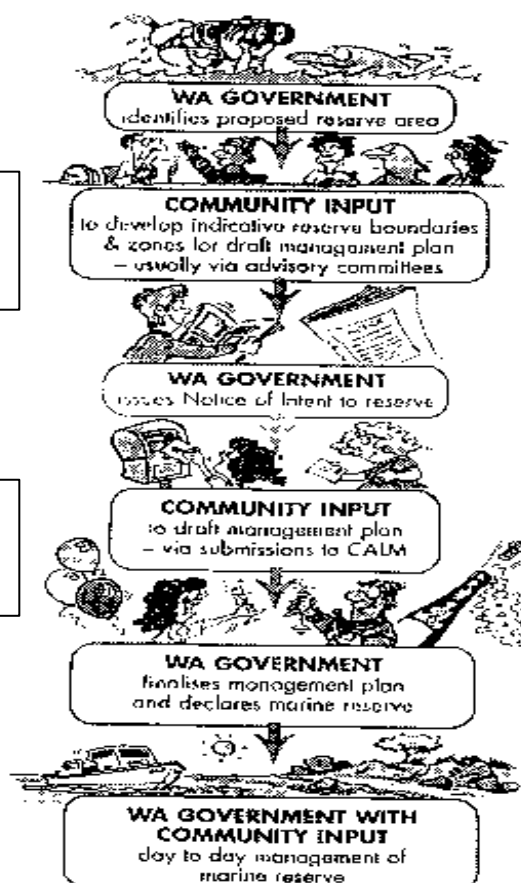 WA GOVERNMENT
identifies proposed reserve area
COMMUNITY INPUT
to develop indicative reserve boundaries
& zones for draft management plan
– usually via advisory committees
WA GOVERNMENT
issues Notice of Intent to reserve
COMMUNITY INPUT
to draft management plan
– via submissions to CALM
WA GOVERNMENT
finalises management plan
and declares marine reserve
WA GOVERNMENT WITH
COMMUNITY INPUT
day to day management of
marine reserve